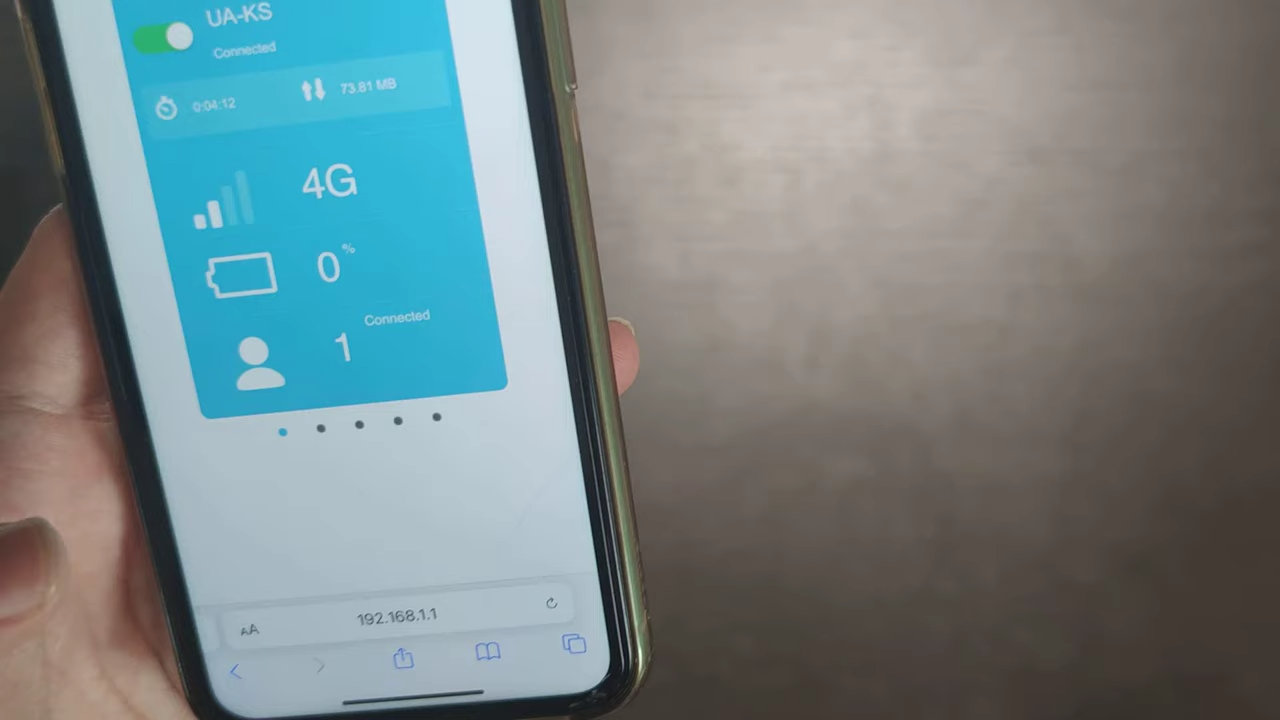 UA-KS
Connected
0:04:12
73.81 MB
4G
0%
Connected
1
AA
192.168.1.1